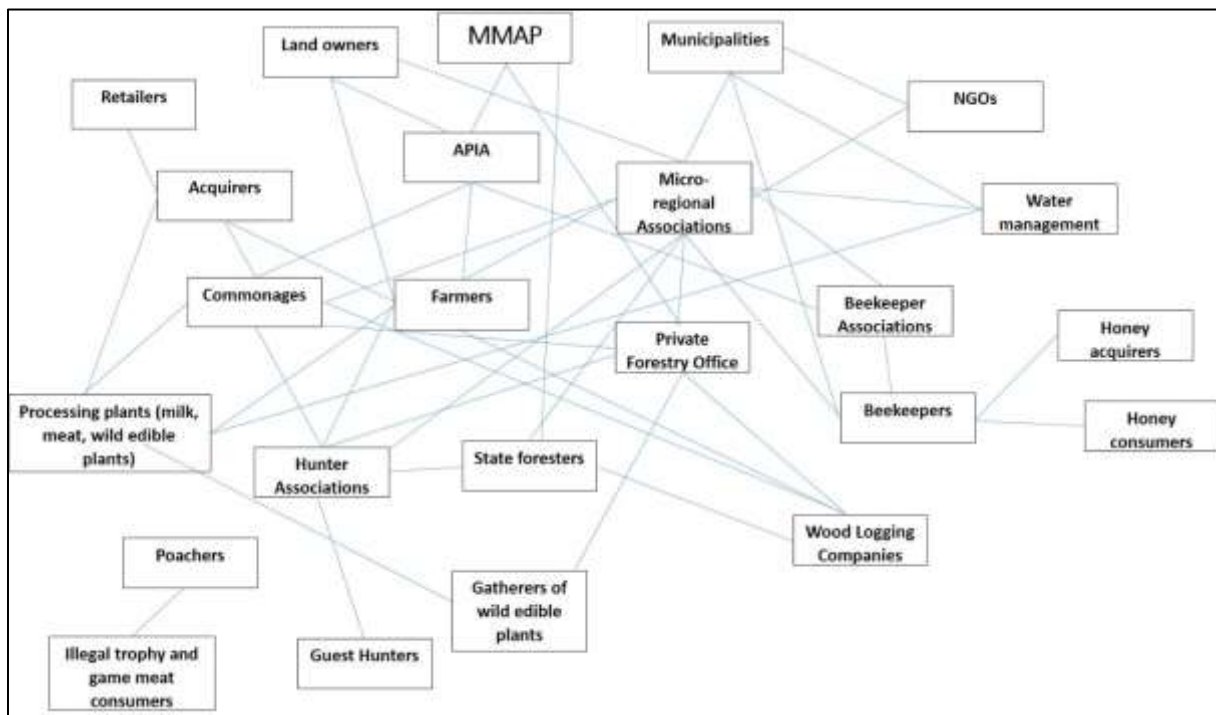 MMAP
Land owners
Municipalities
Retailers
NGOs
APIA
Acquirers
Micro-
regional
Associations
Water
management
Commonages
Farmers
Beekeeper
Associations
Private
Forestry Office
Honey
acquirers
Processing plants (milk,
meat, wild edible
plants)
Beekeepers
Honey
consumers
Hunter
Associations
State foresters
Wood Logging
Companies
Poachers
Gatherers of
wild edible
plants
Illegal trophy and
game meat
consumers
Guest Hunters